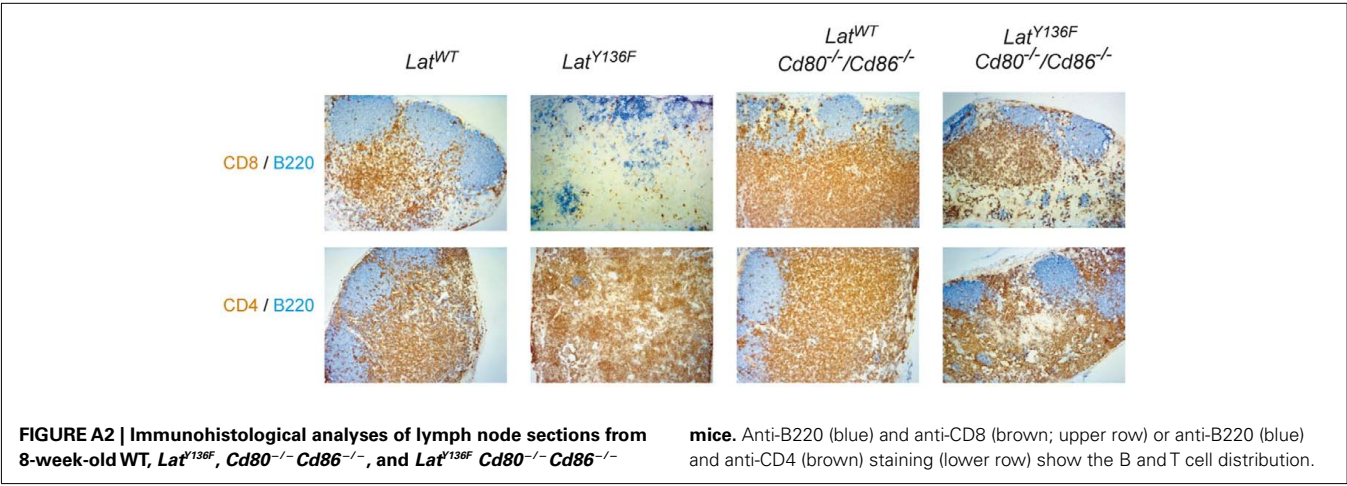 Lat^WT Lat^Y136F Lat^WT Lat^Y136F
Cd80^-/-/Cd86^-/- Cd80^-/-/Cd86^-/-
CD8 / B220
CD4 / B220
FIGURE A2 | Immunohistological analyses of lymph node sections from
8-week-old WT, Lat^Y136F, Cd80^−/− Cd86^−/−, and Lat^Y136F Cd80^−/− Cd86^−/−
mice. Anti-B220 (blue) and anti-CD8 (brown; upper row) or anti-B220 (blue)
and anti-CD4 (brown) staining (lower row) show the B and T cell distribution.